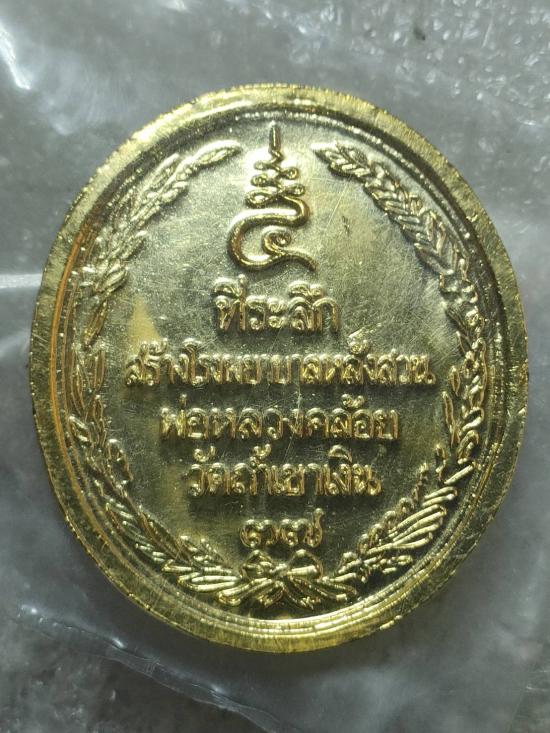 ที่ระลึก
สร้างโรงพยาบาลหลังสวน
พ่อหลวงคล้อย
วัดถ้ำเขาเงิน
๓๗